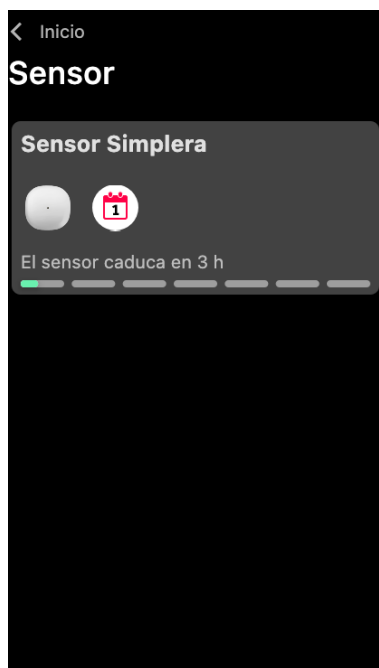 Inicio
Sensor
Sensor Simplera
1
El sensor caduca en 3 h